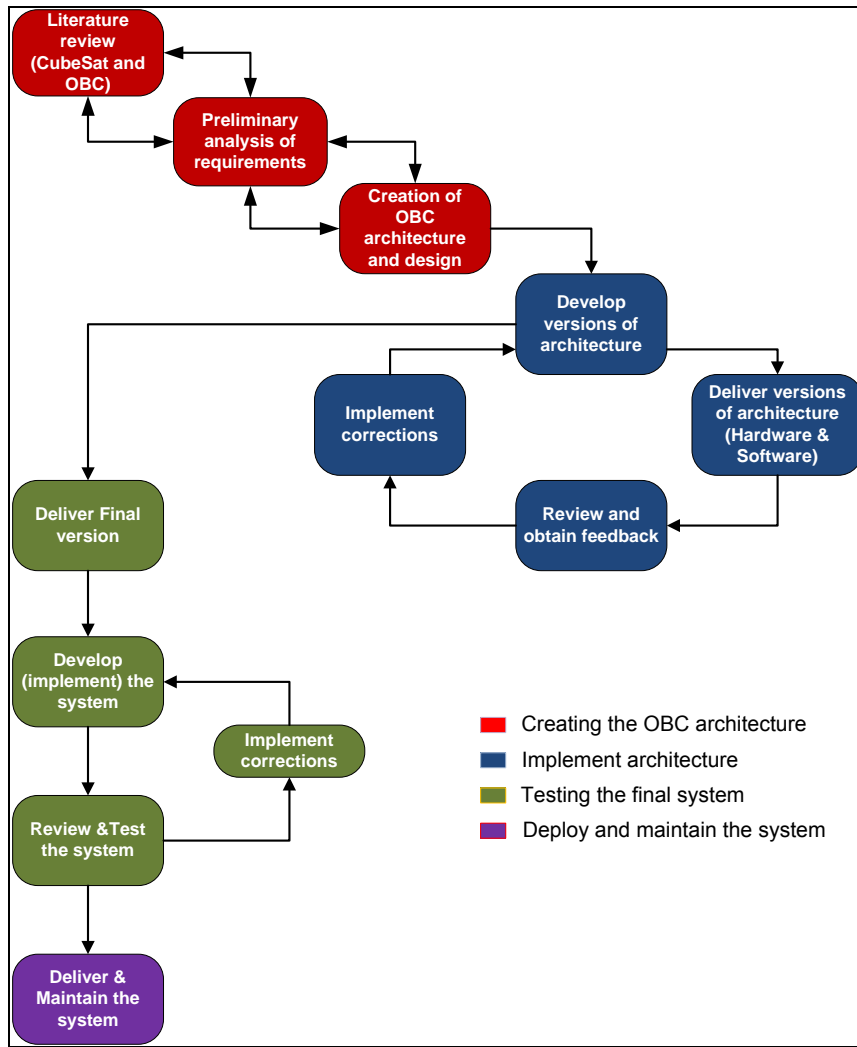 Literature
review
(CubeSat and
OBC)
Preliminary
analysis of
requirements
Creation of
OBC
architecture
and design
Develop
versions of
architecture
Implement
corrections
Deliver versions
of architecture
(Hardware &
Software)
Review and
obtain feedback
Deliver Final
version
Develop
(implement) the
system
Implement
corrections
Review &Test
the system
Deliver &
Maintain the
system
Creating the OBC architecture
Implement architecture
Testing the final system
Deploy and maintain the system